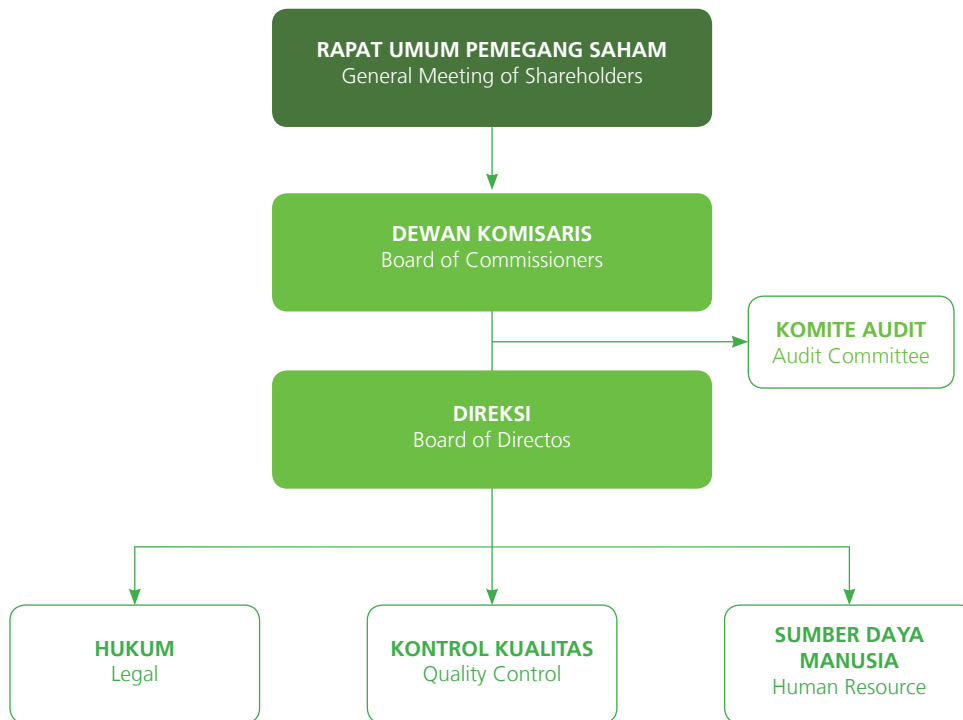 RAPAT UMUM PEMEGANG SAHAM
General Meeting of Shareholders
DEWAN KOMISARIS
Board of Commissioners
KOMITE AUDIT
Audit Committee
DIREKSI
Board of Directos
HUKUM
Legal
KONTROL KUALITAS
Quality Control
SUMBER DAYA
MANUSIA
Human Resource